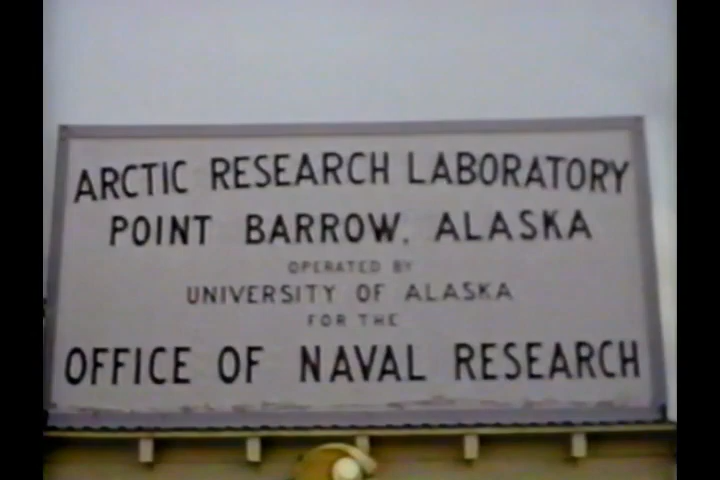 ARCTIC RESEARCH LABORATORY
POINT BARROW, ALASKA
OPERATED BY
UNIVERSITY OF ALASKA
FOR THE
OFFICE OF NAVAL RESEARCH